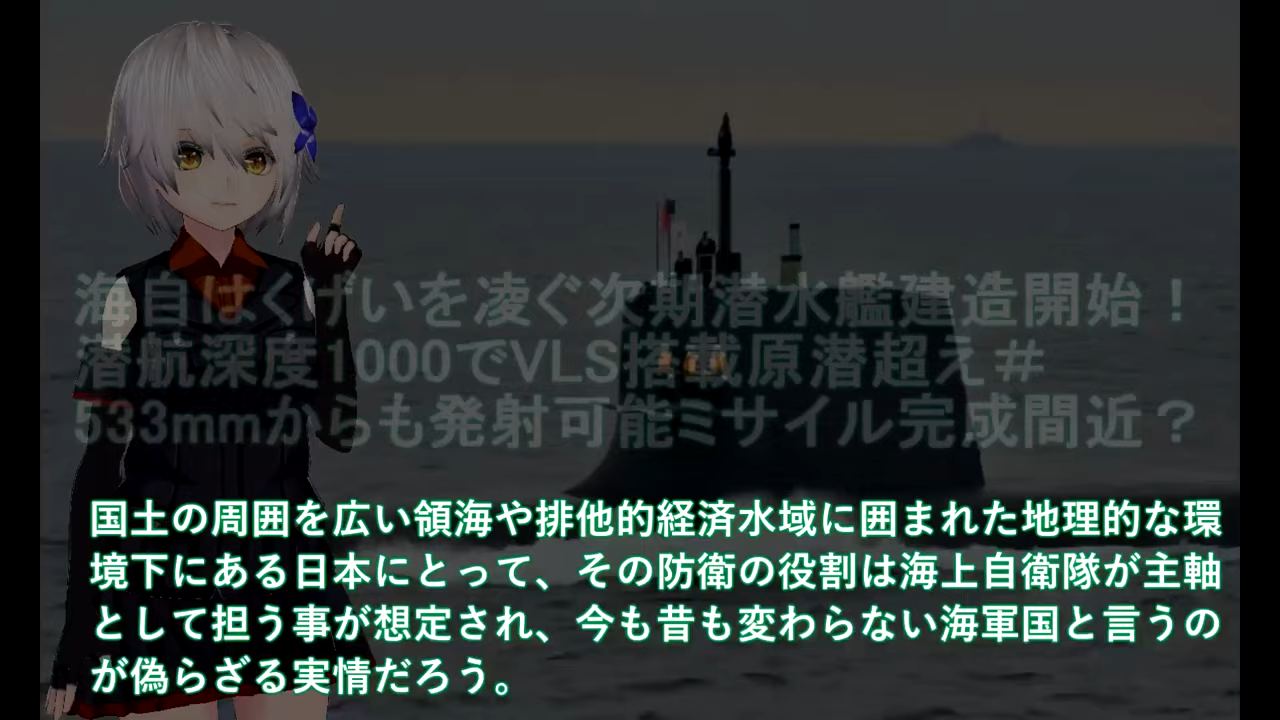 海自はくげいを凌ぐ次期潜水艦建造開始！
潜航深度1000でVLS搭載原潜超え＃
533mmからも発射可能ミサイル完成間近？
国土の周囲を広い領海や排他的経済水域に囲まれた地理的な環
境下にある日本にとって、その防衛の役割は海上自衛隊が主軸
として担う事が想定され、今も昔も変わらない海軍国と言うの
が偽らざる実情だろう。